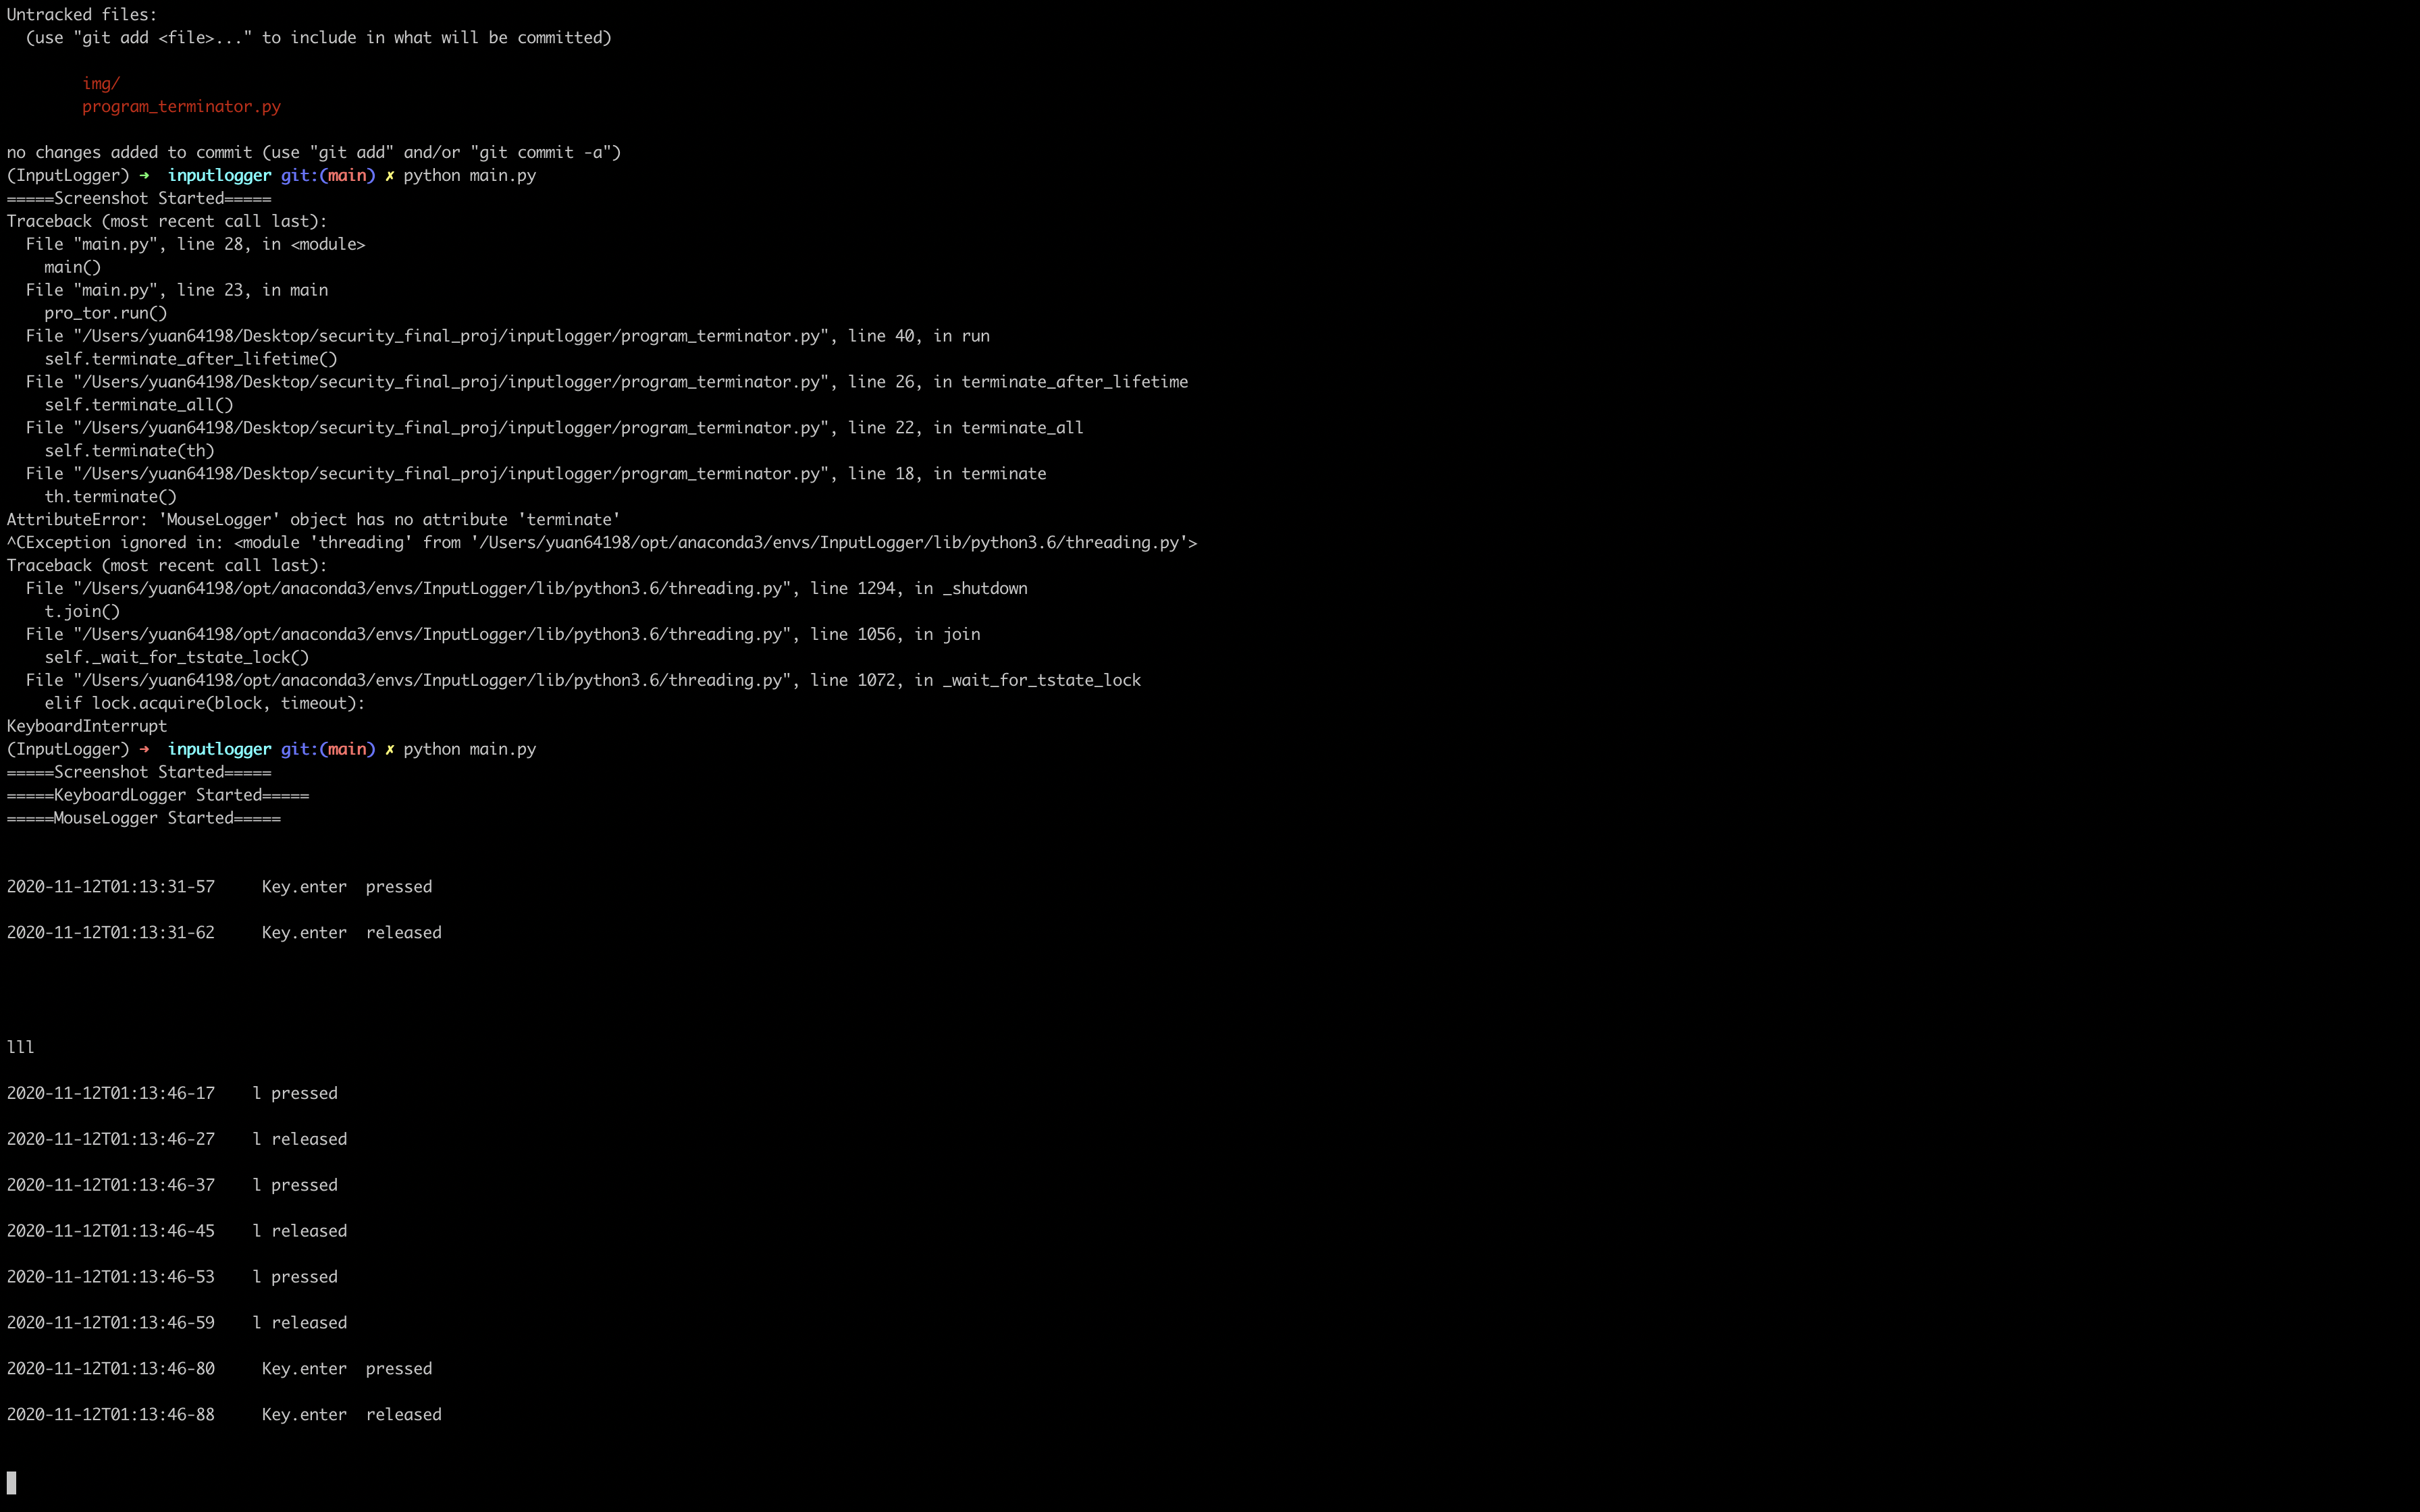 Untracked files:
  (use "git add <file>..." to include in what will be committed)
        img/
        program_terminator.py
no changes added to commit (use "git add" and/or "git commit -a")
(InputLogger) ➜  inputlogger git:(main) ✗ python main.py
=====Screenshot Started=====
Traceback (most recent call last):
  File "main.py", line 28, in <module>
    main()
  File "main.py", line 23, in main
    pro_tor.run()
  File "/Users/yuan64198/Desktop/security_final_proj/inputlogger/program_terminator.py", line 40, in run
    self.terminate_after_lifetime()
  File "/Users/yuan64198/Desktop/security_final_proj/inputlogger/program_terminator.py", line 26, in terminate_after_lifetime
    self.terminate_all()
  File "/Users/yuan64198/Desktop/security_final_proj/inputlogger/program_terminator.py", line 22, in terminate_all
    self.terminate(th)
  File "/Users/yuan64198/Desktop/security_final_proj/inputlogger/program_terminator.py", line 18, in terminate
    th.terminate()
AttributeError: 'MouseLogger' object has no attribute 'terminate'
^CException ignored in: <module 'threading' from '/Users/yuan64198/opt/anaconda3/envs/InputLogger/lib/python3.6/threading.py'>
Traceback (most recent call last):
  File "/Users/yuan64198/opt/anaconda3/envs/InputLogger/lib/python3.6/threading.py", line 1294, in _shutdown
    t.join()
  File "/Users/yuan64198/opt/anaconda3/envs/InputLogger/lib/python3.6/threading.py", line 1056, in join
    self._wait_for_tstate_lock()
  File "/Users/yuan64198/opt/anaconda3/envs/InputLogger/lib/python3.6/threading.py", line 1072, in _wait_for_tstate_lock
    elif lock.acquire(block, timeout):
KeyboardInterrupt
(InputLogger) ➜  inputlogger git:(main) ✗ python main.py
=====Screenshot Started=====
=====KeyboardLogger Started=====
=====MouseLogger Started=====
2020-11-12T01:13:31-57     Key.enter  pressed
2020-11-12T01:13:31-62     Key.enter  released
lll
2020-11-12T01:13:46-17    l pressed
2020-11-12T01:13:46-27    l released
2020-11-12T01:13:46-37    l pressed
2020-11-12T01:13:46-45    l released
2020-11-12T01:13:46-53    l pressed
2020-11-12T01:13:46-59    l released
2020-11-12T01:13:46-80     Key.enter  pressed
2020-11-12T01:13:46-88     Key.enter  released